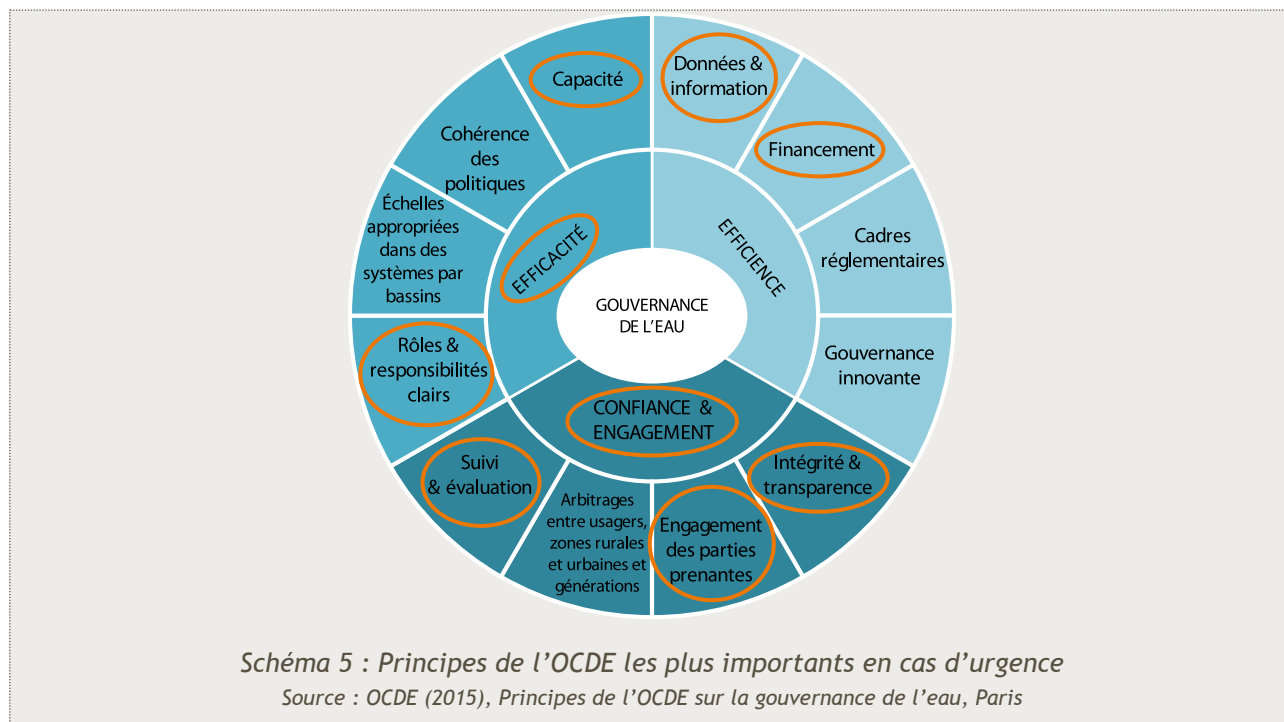 Capacité
Données &
information
Financement
Cohérence
des
politiques
Échelles
appropriées
dans des
systèmes par
bassins
EFFICACITÉ
EFFICIENCE
Cadres
réglementaires
GOUVERNANCE
DE L’EAU
Rôles &
responsibilités
clairs
Gouvernance
innovante
CONFIANCE &
ENGAGEMENT
Suivi
& évaluation
Arbitrages
entre usagers,
zones rurales
et urbaines et
générations
Engagement
des parties
prenantes
Intégrité &
transparence
Schéma 5 : Principes de l’OCDE les plus importants en cas d’urgence
Source : OCDE (2015), Principes de l’OCDE sur la gouvernance de l’eau, Paris